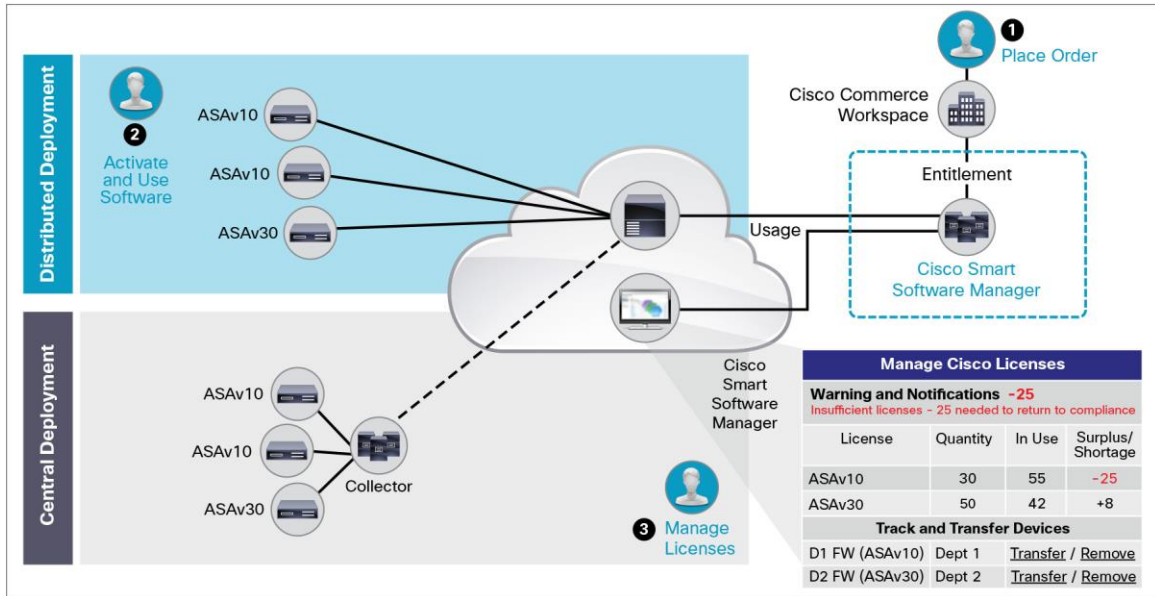 Distributed Deployment
2
Activate
and Use
Software
ASAv10
ASAv10
ASAv30
1
Place Order
Cisco Commerce
Workspace
Entitlement
Usage
Cisco Smart
Software Manager
Central Deployment
ASAv10
ASAv10
ASAv30
Collector
Cisco
Smart
Software
Manager
3
Manage
Licenses
Manage Cisco Licenses
Warning and Notifications -25
Insufficient licenses - 25 needed to return to compliance
License Quantity In Use Surplus/
Shortage
ASAv10 30 55 -25
ASAv30 50 42 +8
Track and Transfer Devices
D1 FW (ASAv10) Dept 1 Transfer / Remove
D2 FW (ASAv30) Dept 2 Transfer / Remove